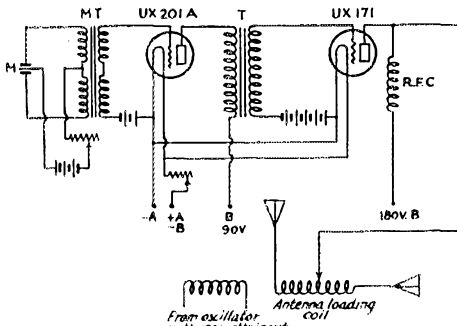 M T
UX 201 A
T
UX 171
M
R.F.C
-A
+A
-B
B
90V
180V. B
From oscillator
Antenna loading
coil